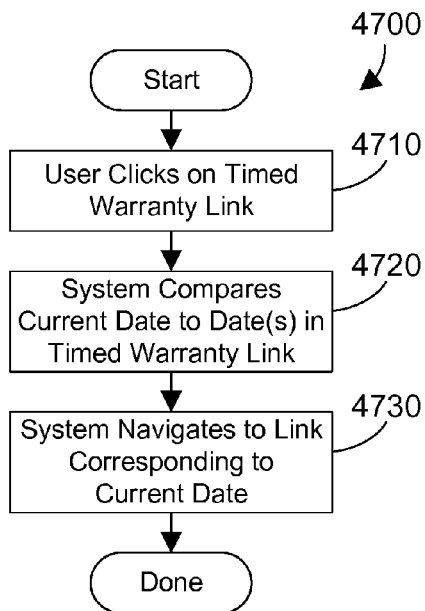 4700
Start
4710
User Clicks on Timed
Warranty Link
4720
System Compares
Current Date to Date(s) in
Timed Warranty Link
4730
System Navigates to Link
Corresponding to
Current Date
Done